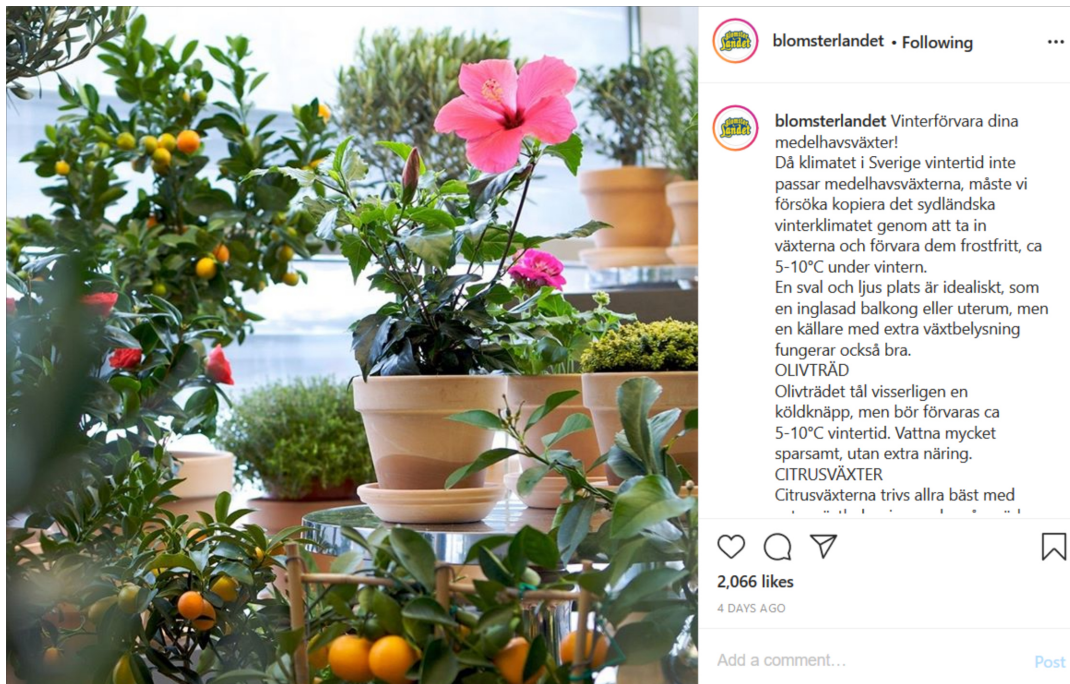 blomsterlandet • Following
blomsterlandet Vinterförvara dina
medelhavsväxter!
Då klimatet i Sverige vintertid inte
passar medelhavsväxterna, måste vi
försöka kopiera det sydländska
vinterklimatet genom att ta in
växterna och förvara dem frostfritt, ca
5-10°C under vintern.
En sval och ljus plats är idealiskt, som
en inglasad balkong eller uterum, men
en källare med extra växtbelysning
fungerar också bra.
OLIVTRÄD
Olivträdet tål visserligen en
köldknäpp, men bör förvaras ca
5-10°C vintertid. Vattna mycket
sparsamt, utan extra näring.
CITRUSVÄXTER
Citrusväxterna trivs allra bäst med
2,066 likes
4 DAYS AGO
Add a comment...
Post